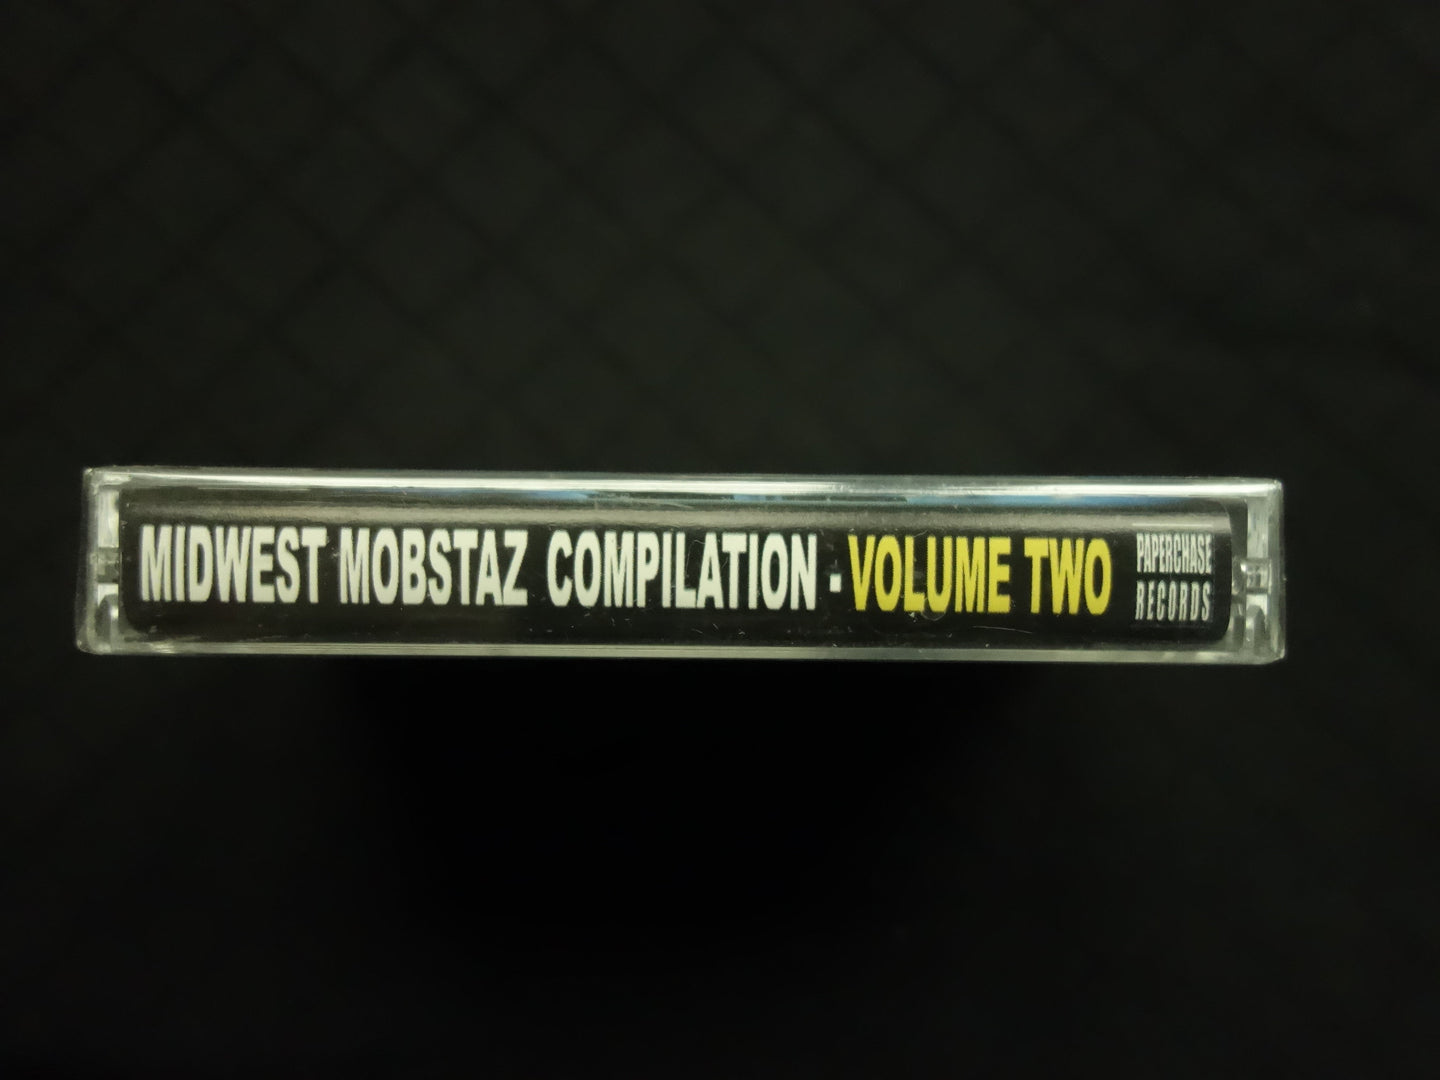 MIDWEST MOBSTAZ COMPILATION - VOLUME TWO
PAPERCHASE
RECORDS